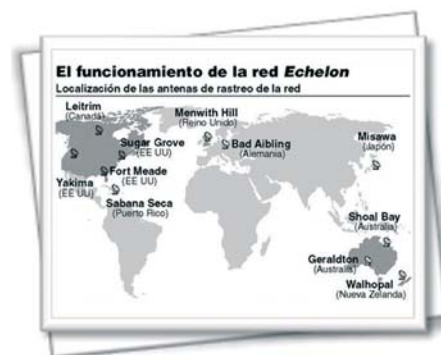 El funcionamiento de la red Echelon
Localización de las antenas de rastreo de la red
Leitrim
(Canadá)
Sugar Grove
(EE UU)
Fort Meade
(EE UU)
Yakima
(EE UU)
Sabana Seca
(Puerto Rico)
Menwith Hill
(Reino Unido)
Bad Aibling
(Alemania)
Misawa
(Japón)
Shoal Bay
(Australia)
Geraldton
(Australia)
Walhopal
(Nueva Zelanda)